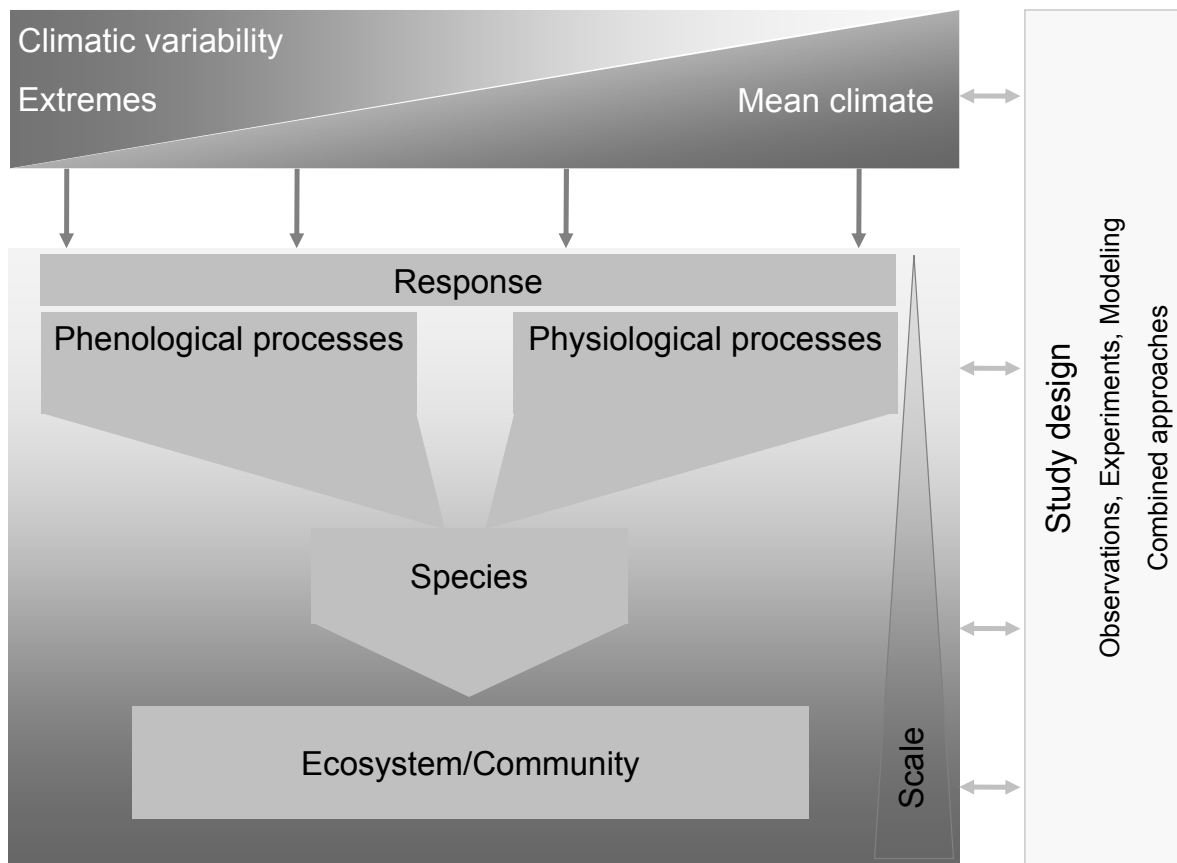 Climatic variability
Extremes
Mean climate
Response
Phenological processes
Physiological processes
Species
Ecosystem/Community
Scale
Study design
Observations, Experiments, Modeling
Combined approaches